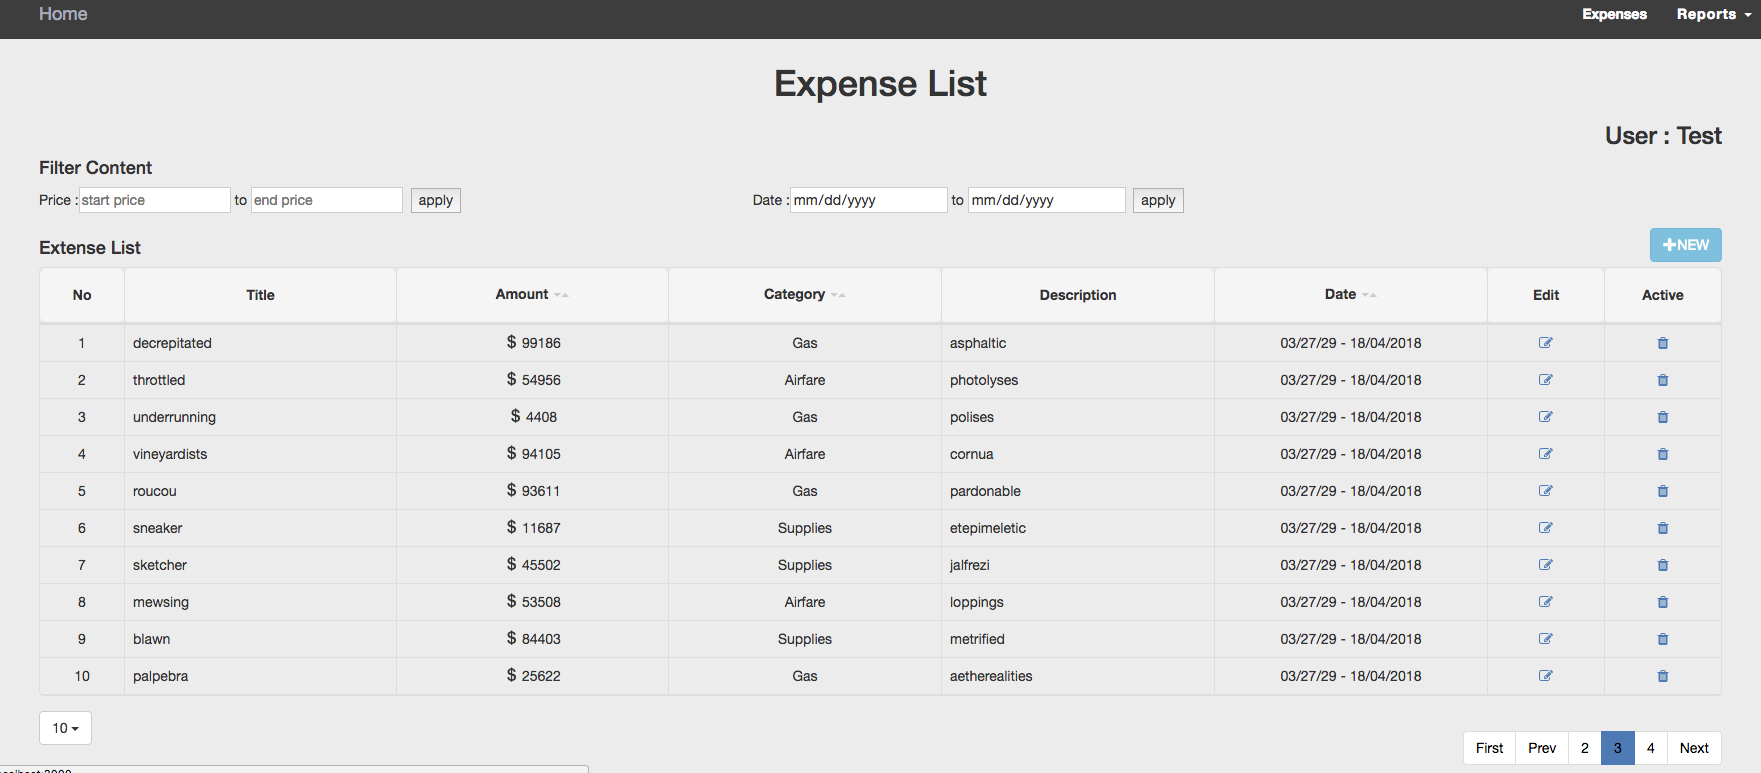 Home Expenses Reports
Expense List
User : Test
Filter Content
Price : start price to end price apply Date : mm/dd/yyyy to mm/dd/yyyy apply
Extense List NEW
No Title Amount Category Description Date Edit Active
1 decrepitated $ 99186 Gas asphaltic 03/27/29 - 18/04/2018
2 throttled $ 54956 Airfare photolyses 03/27/29 - 18/04/2018
3 underrunning $ 4408 Gas polises 03/27/29 - 18/04/2018
4 vineyardists $ 94105 Airfare cornua 03/27/29 - 18/04/2018
5 roucou $ 93611 Gas pardonable 03/27/29 - 18/04/2018
6 sneaker $ 11687 Supplies etepimeletic 03/27/29 - 18/04/2018
7 sketcher $ 45502 Supplies jalfrezi 03/27/29 - 18/04/2018
8 mewsing $ 53508 Airfare loppings 03/27/29 - 18/04/2018
9 blawn $ 84403 Supplies metrified 03/27/29 - 18/04/2018
10 palpebra $ 25622 Gas aetherealities 03/27/29 - 18/04/2018
10
First Prev 2 3 4 Next